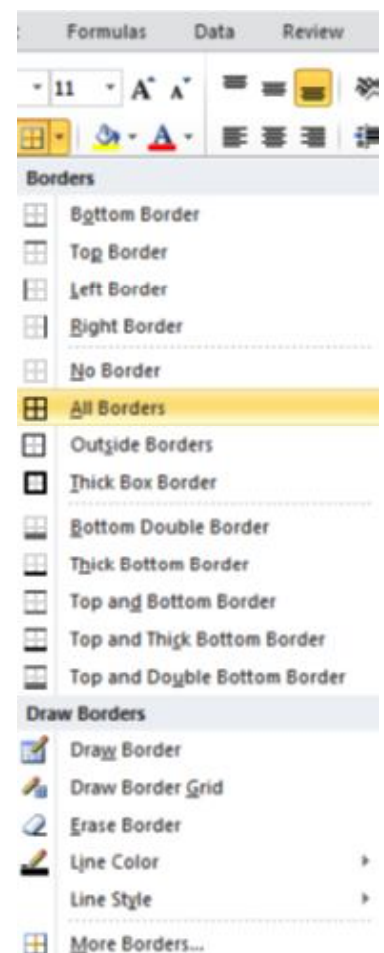 Formulas Data Review
11 A A
A
Borders
Bottom Border
Top Border
Left Border
Right Border
No Border
All Borders
Outside Borders
Thick Box Border
Bottom Double Border
Thick Bottom Border
Top and Bottom Border
Top and Thick Bottom Border
Top and Double Bottom Border
Draw Borders
Draw Border
Draw Border Grid
Erase Border
Line Color
Line Style
More Borders...